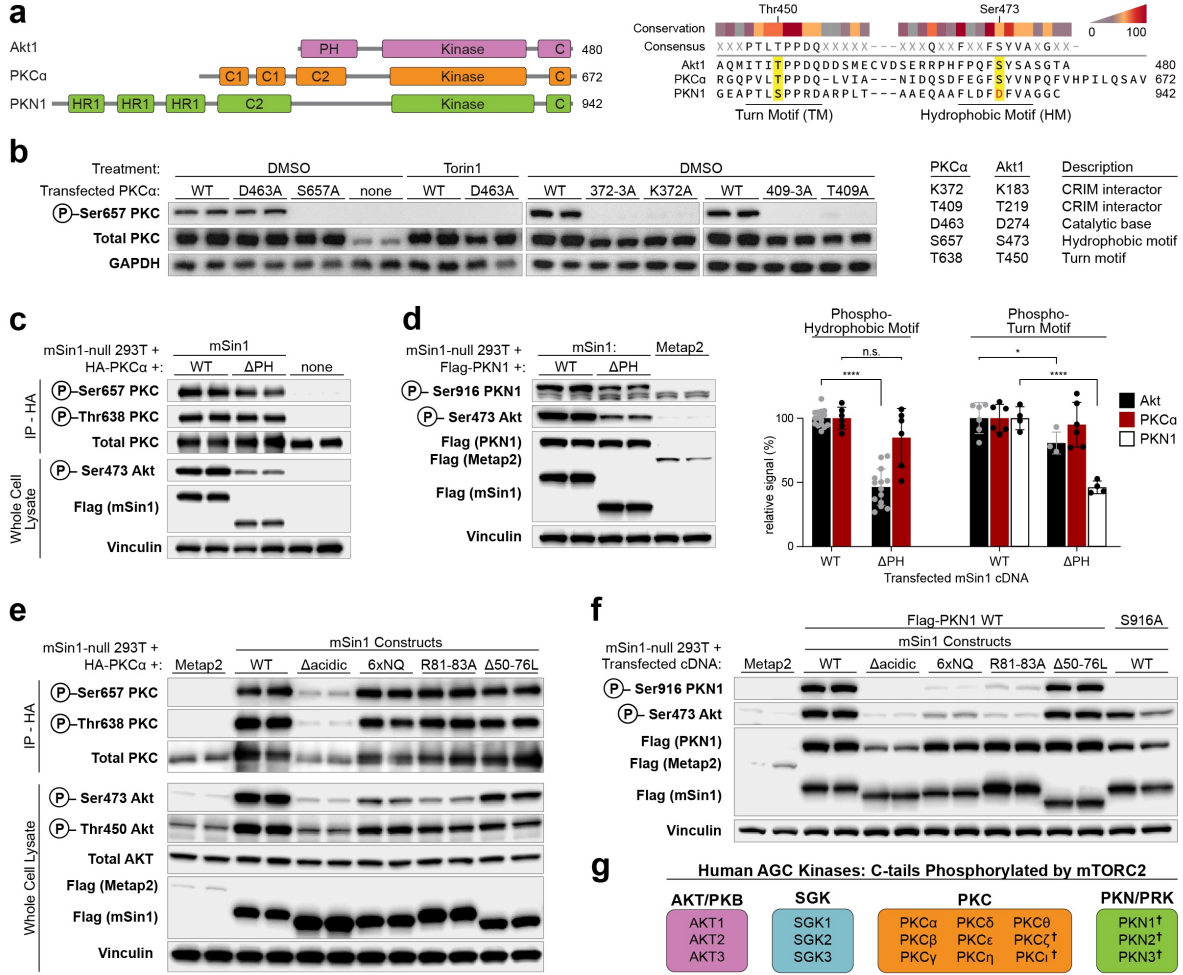 a
Akt1 PH Kinase C 480
PKCα C1 C1 C2 Kinase C 672
PKN1 HR1 HR1 HR1 C2 Kinase C 942
Thr450 Ser473 0 100
Conservation
Consensus XXXPTLTPPDQXXXXX---XXXQXXFXXFSYVAXGXX--
Akt1 AQMITITPPDQDDSMECVDSERRPHFPQFSYSASGTA 480
PKCα RGQPVLTPPDQ-LVIA--NIDQSDFEGFSYVNPQFVHPILQSAV 672
PKN1 GEAPTLSPPRDARPLT---AAEQAAFLDFDFVAGGC 942
Turn Motif (TM) Hydrophobic Motif (HM)
b
Treatment: DMSO Torin1 DMSO
Transfected PKCα: WT D463A S657A none WT D463A WT 372-3A K372A WT 409-3A T409A
P-Ser657 PKC
Total PKC
GAPDH
PKCα Akt1 Description
K372 K183 CRIM interactor
T409 T219 CRIM interactor
D463 D274 Catalytic base
S657 S473 Hydrophobic motif
T638 T450 Turn motif
c
mSin1-null 293T + mSin1
HA-PKCα +: WT ΔPH none
IP - HA
P-Ser657 PKC
P-Thr638 PKC
Total PKC
Whole Cell Lysate
P-Ser473 Akt
Flag (mSin1)
Vinculin
d
mSin1-null 293T + mSin1: Metap2
Flag-PKN1 +: WT ΔPH
P-Ser916 PKN1
P-Ser473 Akt
Flag (PKN1)
Flag (Metap2)
Flag (mSin1)
Vinculin
Phospho-Hydrophobic Motif
Phospho-Turn Motif
n.s. *
**** ****
Akt
PKCα
PKN1
relative signal (%)
100
50
0
WT ΔPH WT ΔPH
Transfected mSin1 cDNA
e
mSin1-null 293T + mSin1 Constructs
HA-PKCα +: Metap2 WT Δacidic 6xNQ R81-83A Δ50-76L
IP - HA
P-Ser657 PKC
P-Thr638 PKC
Total PKC
Whole Cell Lysate
P-Ser473 Akt
P-Thr450 Akt
Total AKT
Flag (Metap2)
Flag (mSin1)
Vinculin
f
Flag-PKN1 WT S916A
mSin1-null 293T + mSin1 Constructs
Transfected cDNA: Metap2 WT Δacidic 6xNQ R81-83A Δ50-76L WT
P-Ser916 PKN1
P-Ser473 Akt
Flag (PKN1)
Flag (Metap2)
Flag (mSin1)
Vinculin
g
Human AGC Kinases: C-tails Phosphorylated by mTORC2
AKT/PKB SGK PKC PKN/PRK
AKT1 SGK1 PKCα PKCδ PKCθ PKN1†
AKT2 SGK2 PKCβ PKCε PKCζ† PKN2†
AKT3 SGK3 PKCγ PKCη PKCι† PKN3†